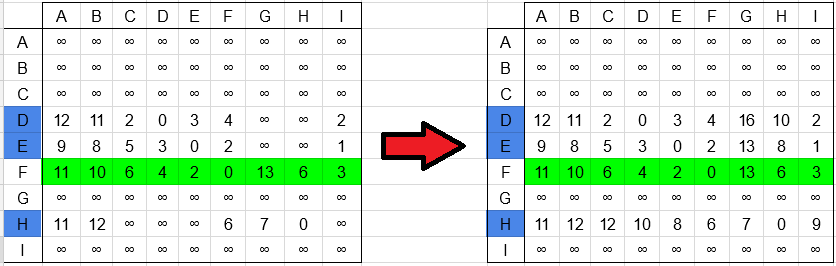 A B C D E F G H I A B C D E F G H I
A ∞ ∞ ∞ ∞ ∞ ∞ ∞ ∞ ∞ A ∞ ∞ ∞ ∞ ∞ ∞ ∞ ∞ ∞
B ∞ ∞ ∞ ∞ ∞ ∞ ∞ ∞ ∞ B ∞ ∞ ∞ ∞ ∞ ∞ ∞ ∞ ∞
C ∞ ∞ ∞ ∞ ∞ ∞ ∞ ∞ ∞ C ∞ ∞ ∞ ∞ ∞ ∞ ∞ ∞ ∞
D 12 11 2 0 3 4 ∞ ∞ 2 D 12 11 2 0 3 4 16 10 2
E 9 8 5 3 0 2 ∞ ∞ 1 E 9 8 5 3 0 2 13 8 1
F 11 10 6 4 2 0 13 6 3 F 11 10 6 4 2 0 13 6 3
G ∞ ∞ ∞ ∞ ∞ ∞ ∞ ∞ ∞ G ∞ ∞ ∞ ∞ ∞ ∞ ∞ ∞ ∞
H 11 12 ∞ ∞ ∞ 6 7 0 ∞ H 11 12 12 10 8 6 7 0 9
I ∞ ∞ ∞ ∞ ∞ ∞ ∞ ∞ ∞ I ∞ ∞ ∞ ∞ ∞ ∞ ∞ ∞ ∞